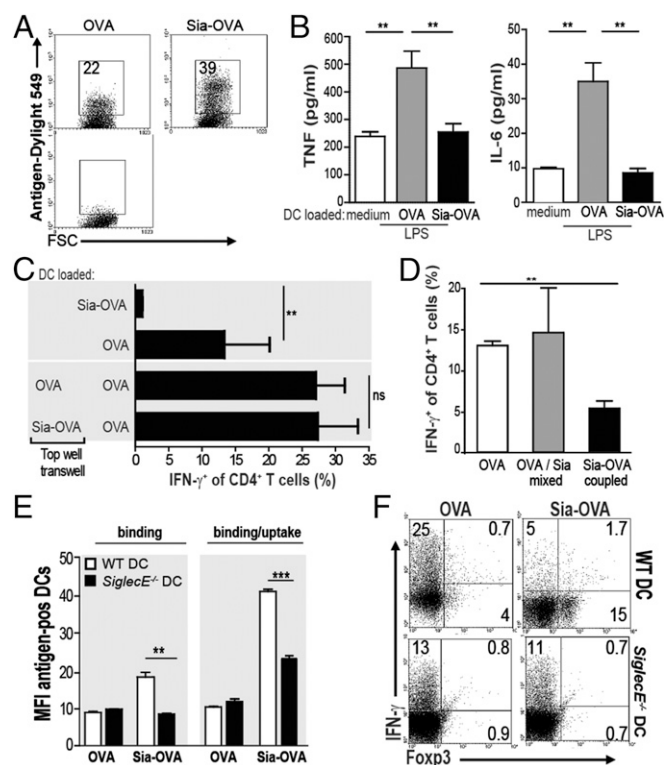 A
OVA
Sia-OVA
22
39
Antigen-Dylight 549
FSC
B
**
**
TNF (pg/ml)
600
500
400
300
200
100
0
DC loaded: medium OVA Sia-OVA
LPS
**
**
IL-6 (pg/ml)
50
40
30
20
10
0
medium OVA Sia-OVA
LPS
C
DC loaded:
Sia-OVA
OVA
**
OVA OVA
Sia-OVA OVA
ns
Top well
transwell
0 5 10 15 20 25 30 35
IFN-γ⁺ of CD4⁺ T cells (%)
D
**
IFN-γ⁺ of CD4⁺ T cells (%)
20
15
10
5
0
OVA
OVA / Sia
mixed
Sia-OVA
coupled
E
binding
binding/uptake
WT DC
SiglecE⁻/⁻ DC
MFI antigen-pos DCs
50
40
30
20
10
**
***
OVA Sia-OVA OVA Sia-OVA
F
OVA
Sia-OVA
25 0.7
4
5 1.7
15
WT DC
13 0.8
0.9
11 0.7
0.7
SiglecE⁻/⁻ DC
IFN-γ
Foxp3